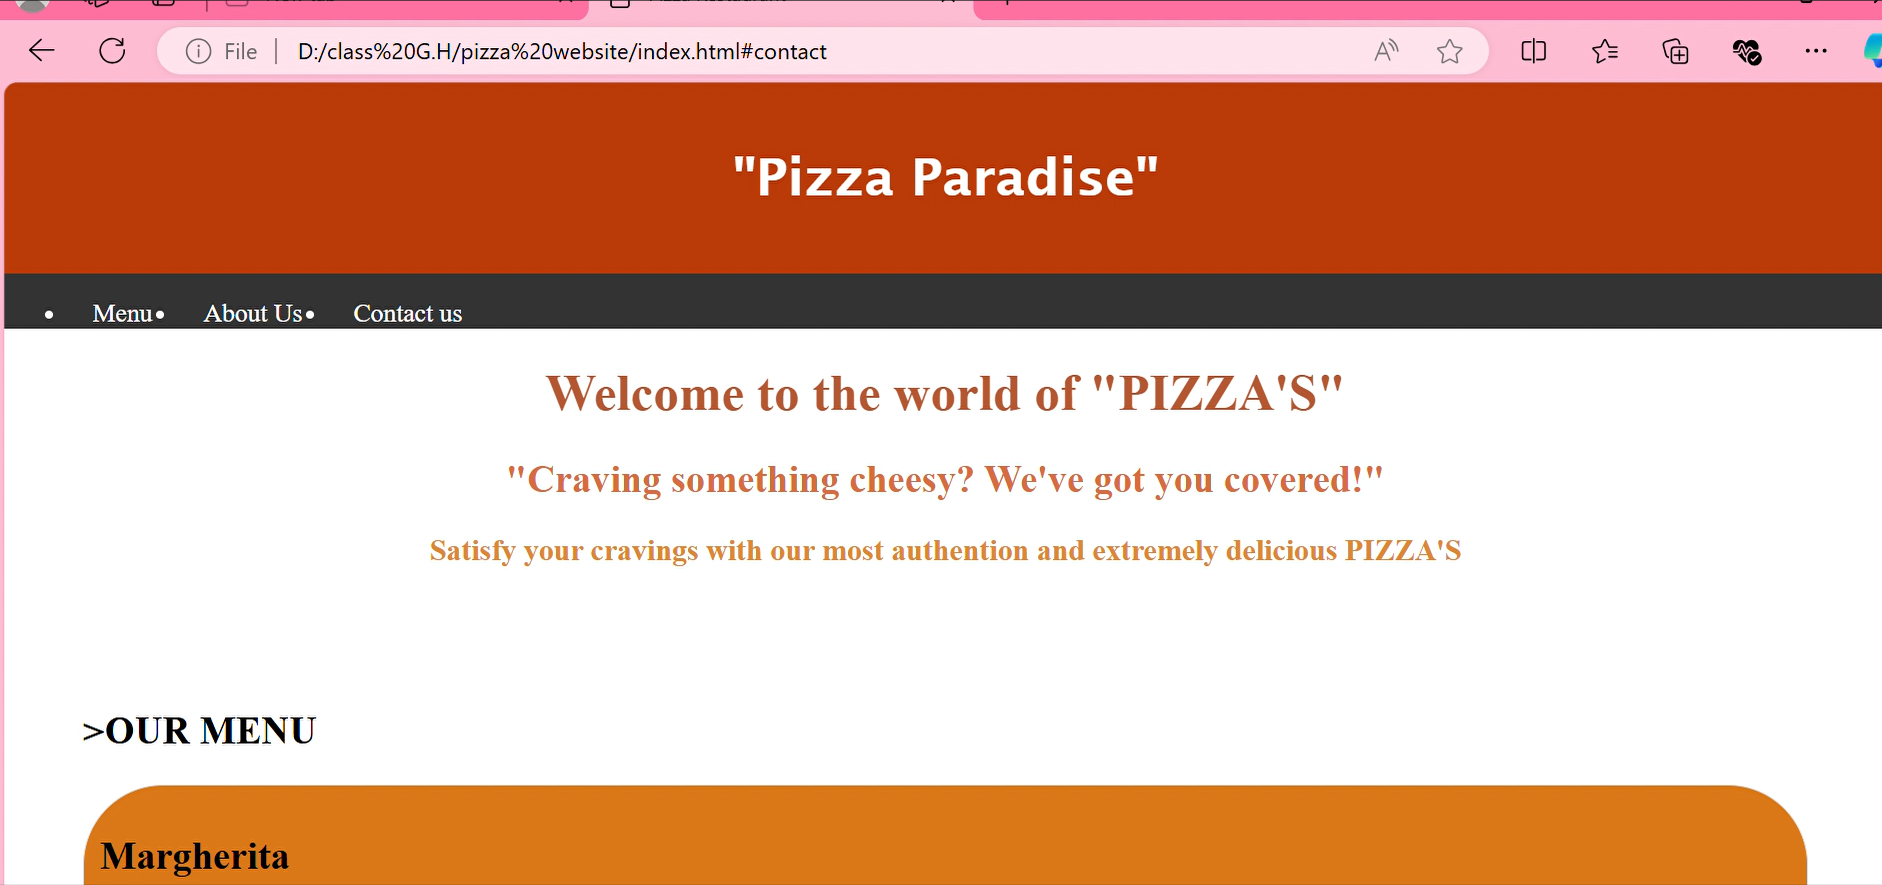 File
D:/class%20G.H/pizza%20website/index.html#contact
"Pizza Paradise"
• Menu• About Us• Contact us
Welcome to the world of "PIZZA'S"
"Craving something cheesy? We've got you covered!"
Satisfy your cravings with our most authention and extremely delicious PIZZA'S
>OUR MENU
Margherita